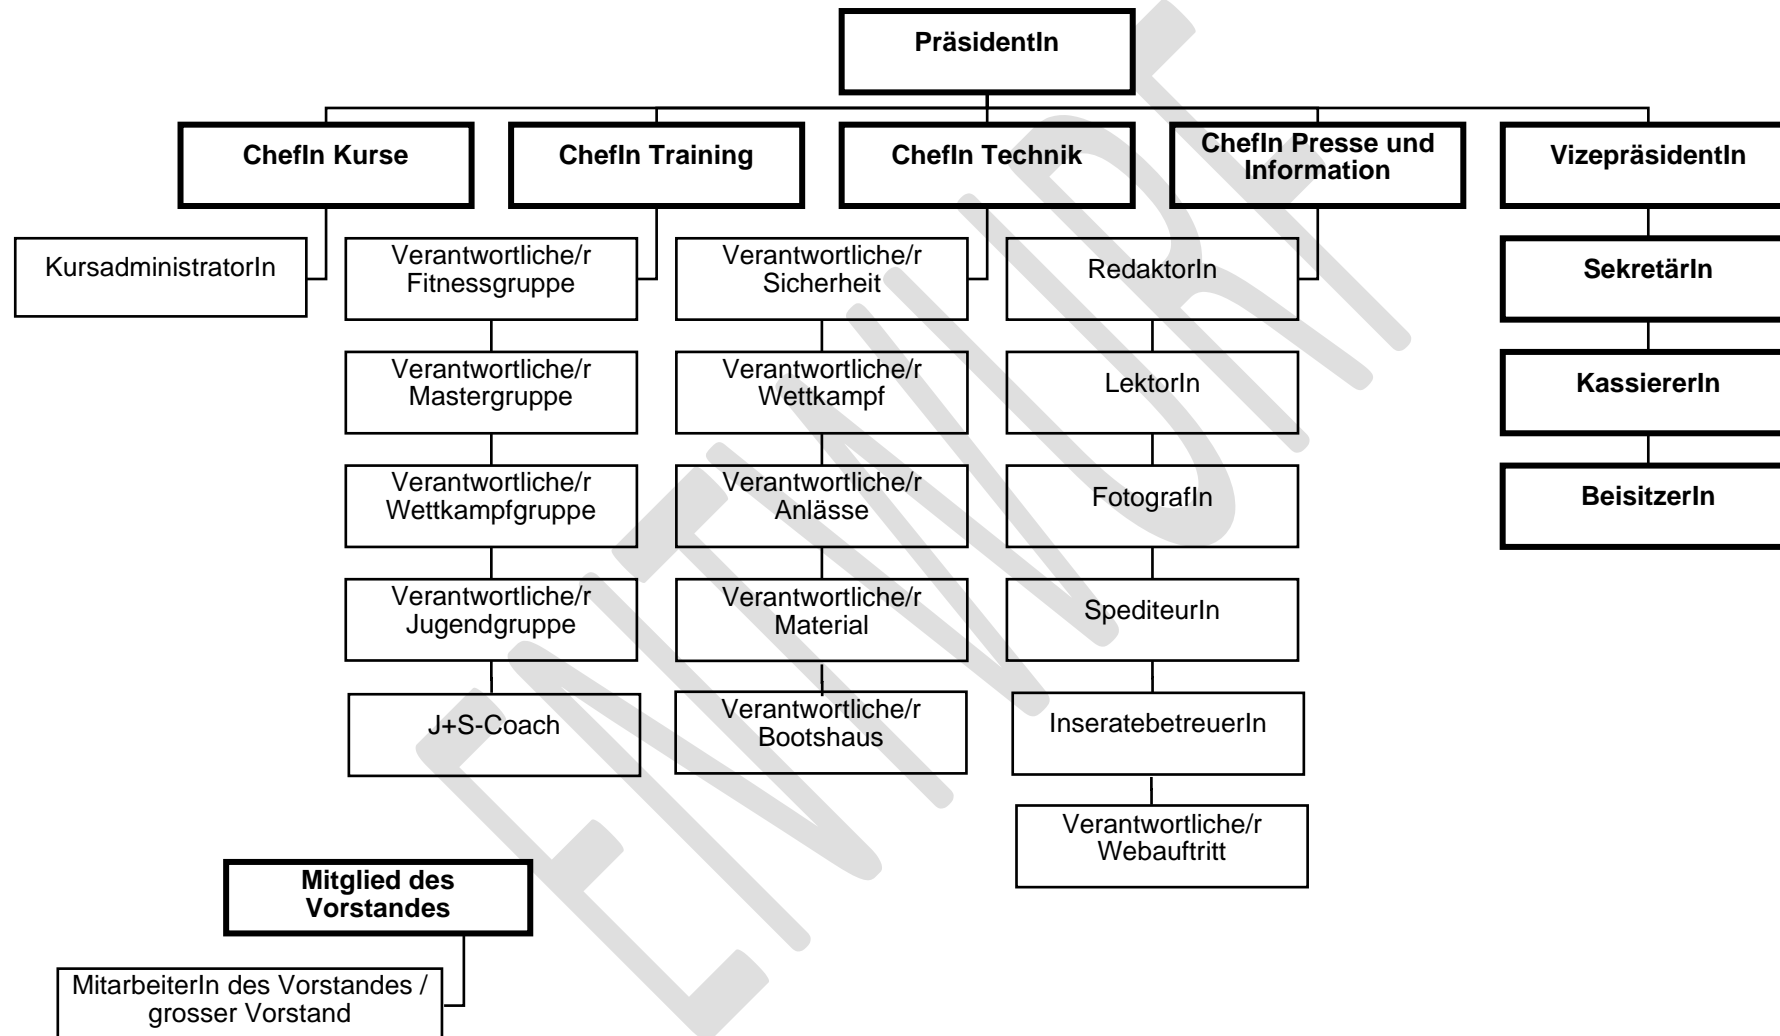 PräsidentIn
ChefIn Kurse
ChefIn Training
ChefIn Technik
ChefIn Presse und
Information
VizepräsidentIn
KursadministratorIn
Verantwortliche/r
Fitnessgruppe
Verantwortliche/r
Sicherheit
RedaktorIn
SekretärIn
Verantwortliche/r
Mastergruppe
Verantwortliche/r
Wettkampf
LektorIn
KassiererIn
Verantwortliche/r
Wettkampfgruppe
Verantwortliche/r
Anlässe
FotografIn
BeisitzerIn
Verantwortliche/r
Jugendgruppe
Verantwortliche/r
Material
SpediteurIn
J+S-Coach
Verantwortliche/r
Bootshaus
InseratebetreuerIn
Verantwortliche/r
Webauftritt
Mitglied des
Vorstandes
MitarbeiterIn des Vorstandes /
grosser Vorstand
ENTWURF